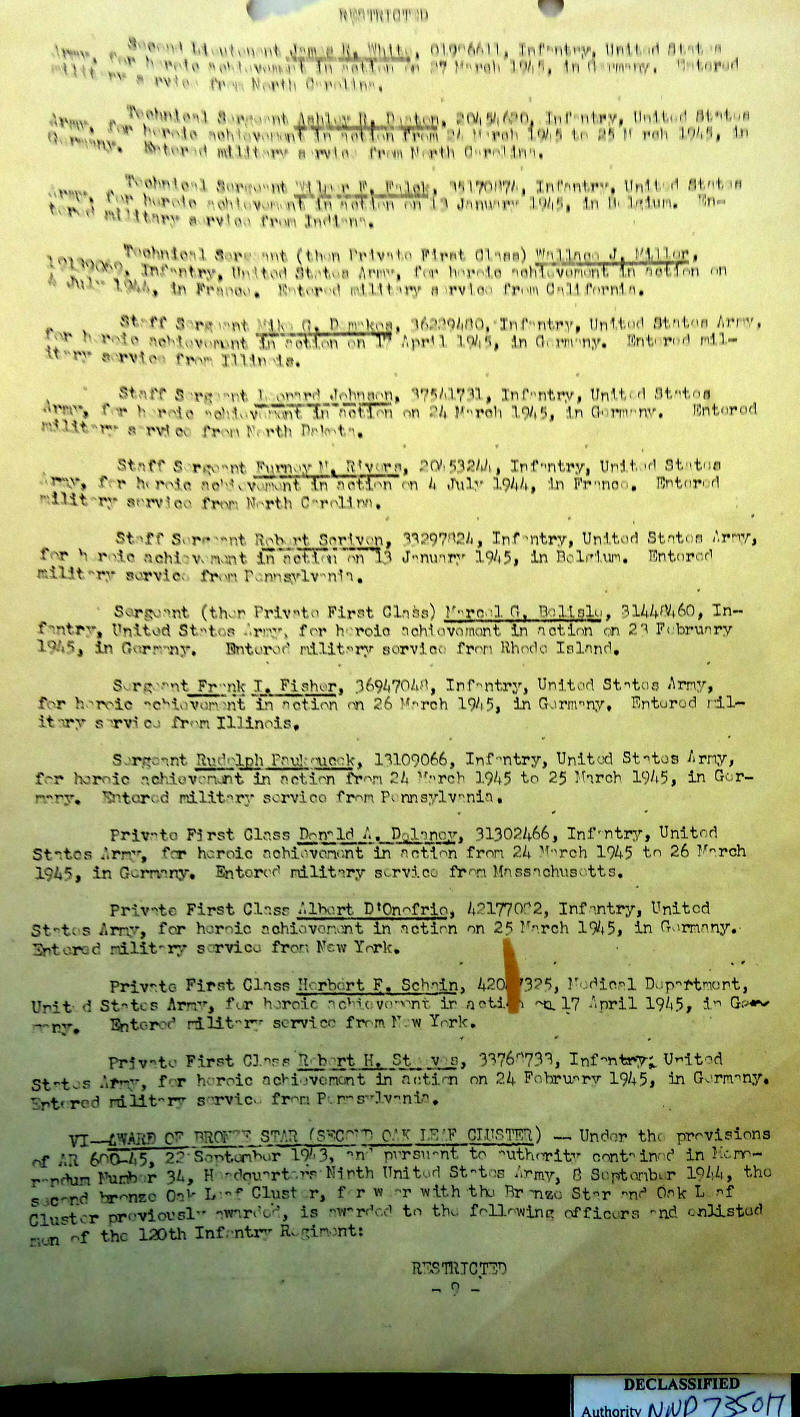 RESTRICTED
Second Lieutenant James R. White, Infantry, United States
Army, for heroic achievement in action on 27 March 1945, in Germany. Entered
military service from North Carolina.
Technical Sergeant Infantry, United States
Army, for heroic achievement in action from 24 March 1945 to 25 March 1945, in
Germany. Entered military service from North Carolina.
Technical Sergeant Infantry, United States
Army, for heroic achievement in action on 13 January 1945, in Belgium. En-
tered military service from Indiana.
Technical Sergeant (then Private First Class) Wallace J. Miller,
Infantry, United States Army, for heroic achievement in action on
4 July 1944, in France. Entered military service from California.
Staff Sergeant Mike Infantry, United States Army,
for heroic achievement in action on 17 April 1945, in Germany. Entered mil-
itary service from Illinois.
Staff Sergeant Leonard Johnson, 37541731, Infantry, United States
Army, for heroic achievement in action on 24 March 1945, in Germany. Entered
military service from North Dakota.
Staff Sergeant Furney Rivers, 20453244, Infantry, United States
Army, for heroic achievement in action on 4 July 1944, in France. Entered
military service from North Carolina.
Staff Sergeant Robert Scriven, Infantry, United States Army,
for heroic achievement in action on 13 January 1945, in Belgium. Entered
military service from Pennsylvania.
Sergeant (then Private First Class) Marcel G. Belisle, Inf-
antry, United States Army, for heroic achievement in action on 23 February
1945, in Germany. Entered military service from Rhode Island.
Sergeant Frank I. Fisher, 36947048, Infantry, United States Army,
for heroic achievement in action on 26 March 1945, in Germany. Entered mil-
itary service from Illinois.
Sergeant Rudolph 13109066, Infantry, United States Army,
for heroic achievement in action from 24 March 1945 to 25 March 1945, in Ger-
many. Entered military service from Pennsylvania.
Private First Class Donald A. Delaney, 31302466, Infantry, United
States Army, for heroic achievement in action from 24 March 1945 to 26 March
1945, in Germany. Entered military service from Massachusetts.
Private First Class Albert D'Onofrio, 42177082, Infantry, United
States Army, for heroic achievement in action on 25 March 1945, in Germany.
Entered military service from New York.
Private First Class Herbert F. Schain, Medical Department,
United States Army, for heroic achievement in action on 17 April 1945, in Ger-
many. Entered military service from New York.
Private First Class Robert H. 33768733, Infantry, United
States Army, for heroic achievement in action on 24 February 1945, in Germany.
Entered military service from Pennsylvania.
VI—AWARD OF BRONZE STAR (SECOND OAK LEAF CLUSTER) — Under the provisions
of AR 600-45, 22 September 1943, and pursuant to authority contained in Memo-
randum Number 34, Headquarters Ninth United States Army, 8 September 1944, the
second bronze Oak Leaf Cluster, for wear with the Bronze Star and Oak Leaf
Cluster previously awarded, is awarded to the following officers and enlisted
men of the 120th Infantry Regiment:
RESTRICTED
- 9 -
DECLASSIFIED
Authority NND 735017